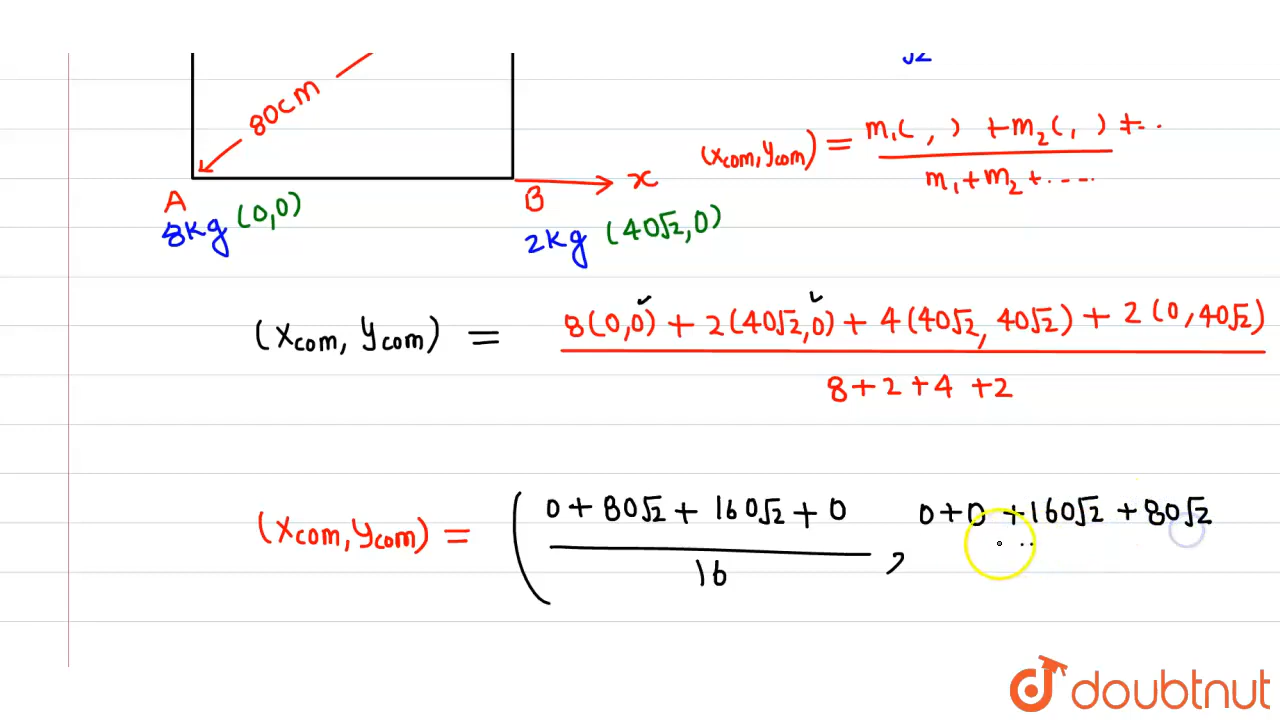 √2
80cm
m₁( , ) + m₂( , ) + ...
(xcom, ycom) = 
m₁ + m₂ + ....
A
B
x
8kg (0,0)
2kg (40√2, 0)
8(0,0) + 2(40√2,0) + 4(40√2, 40√2) + 2(0, 40√2)
(xcom, ycom) =
8 + 2 + 4 + 2
0 + 80√2 + 160√2 + 0 , 0 + 0 + 160√2 + 80√2
(xcom, ycom) = (
16
doubtnut